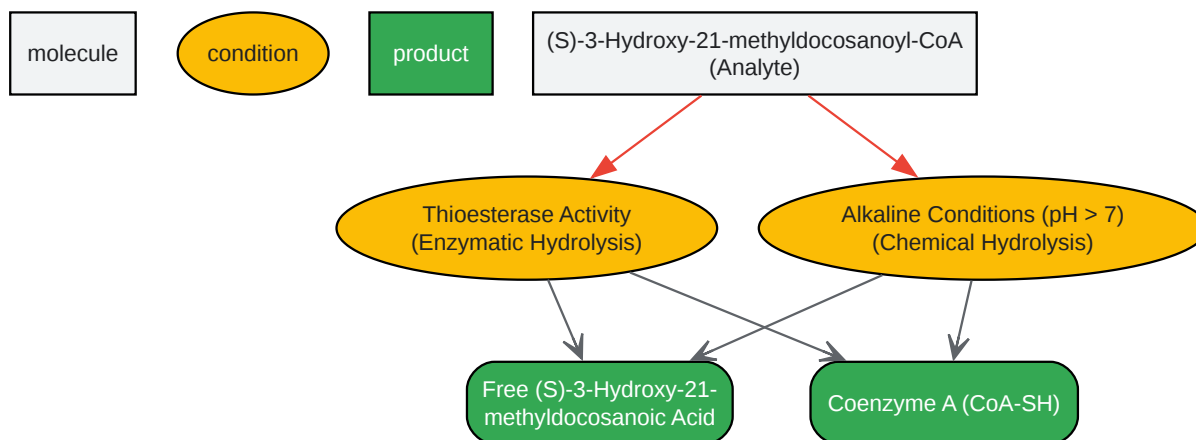 molecule
condition
product
(S)-3-Hydroxy-21-methyldocosanoyl-CoA
(Analyte)
Thioesterase Activity
(Enzymatic Hydrolysis)
Alkaline Conditions (pH > 7)
(Chemical Hydrolysis)
Free (S)-3-Hydroxy-21-
methyldocosanoic Acid
Coenzyme A (CoA-SH)